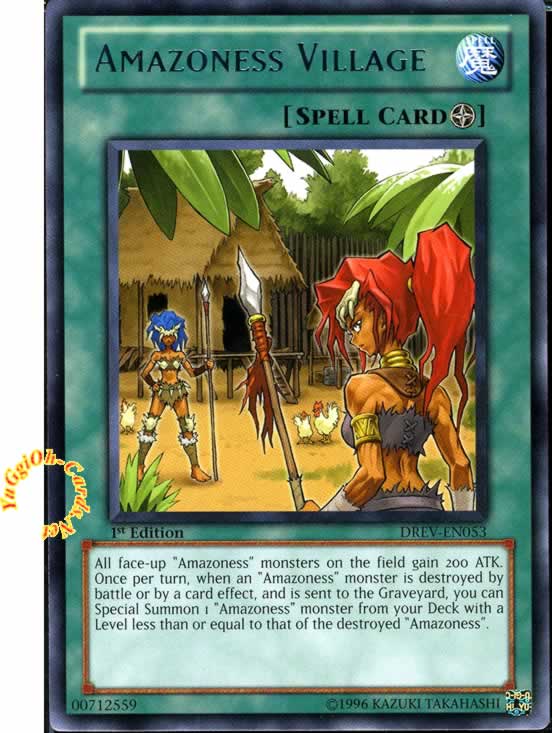 AMAZONESS VILLAGE
魔
[SPELL CARD]
YuGgiOh-Cards.Net
1st Edition
DREV-EN053
All face-up "Amazoness" monsters on the field gain 200 ATK.
Once per turn, when an "Amazoness" monster is destroyed by
battle or by a card effect, and is sent to the Graveyard, you can
Special Summon 1 "Amazoness" monster from your Deck with a
Level less than or equal to that of the destroyed "Amazoness".
00712559
©1996 KAZUKI TAKAHASHI